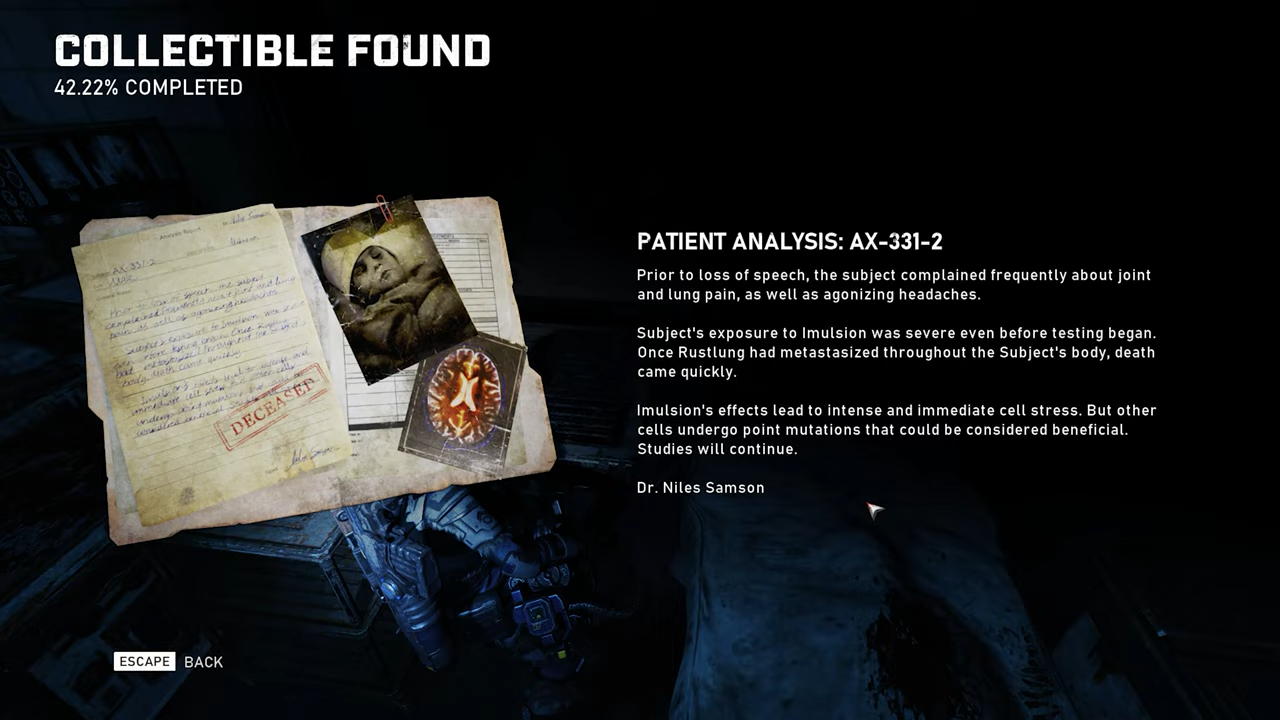 COLLECTIBLE FOUND
42.22% COMPLETED
Analysis Report
AX-331-2
DECEASED
PATIENT ANALYSIS: AX-331-2
Prior to loss of speech, the subject complained frequently about joint
and lung pain, as well as agonizing headaches.
Subject's exposure to Imulsion was severe even before testing began.
Once Rustlung had metastasized throughout the Subject's body, death
came quickly.
Imulsion's effects lead to intense and immediate cell stress. But other
cells undergo point mutations that could be considered beneficial.
Studies will continue.
Dr. Niles Samson
ESCAPE BACK